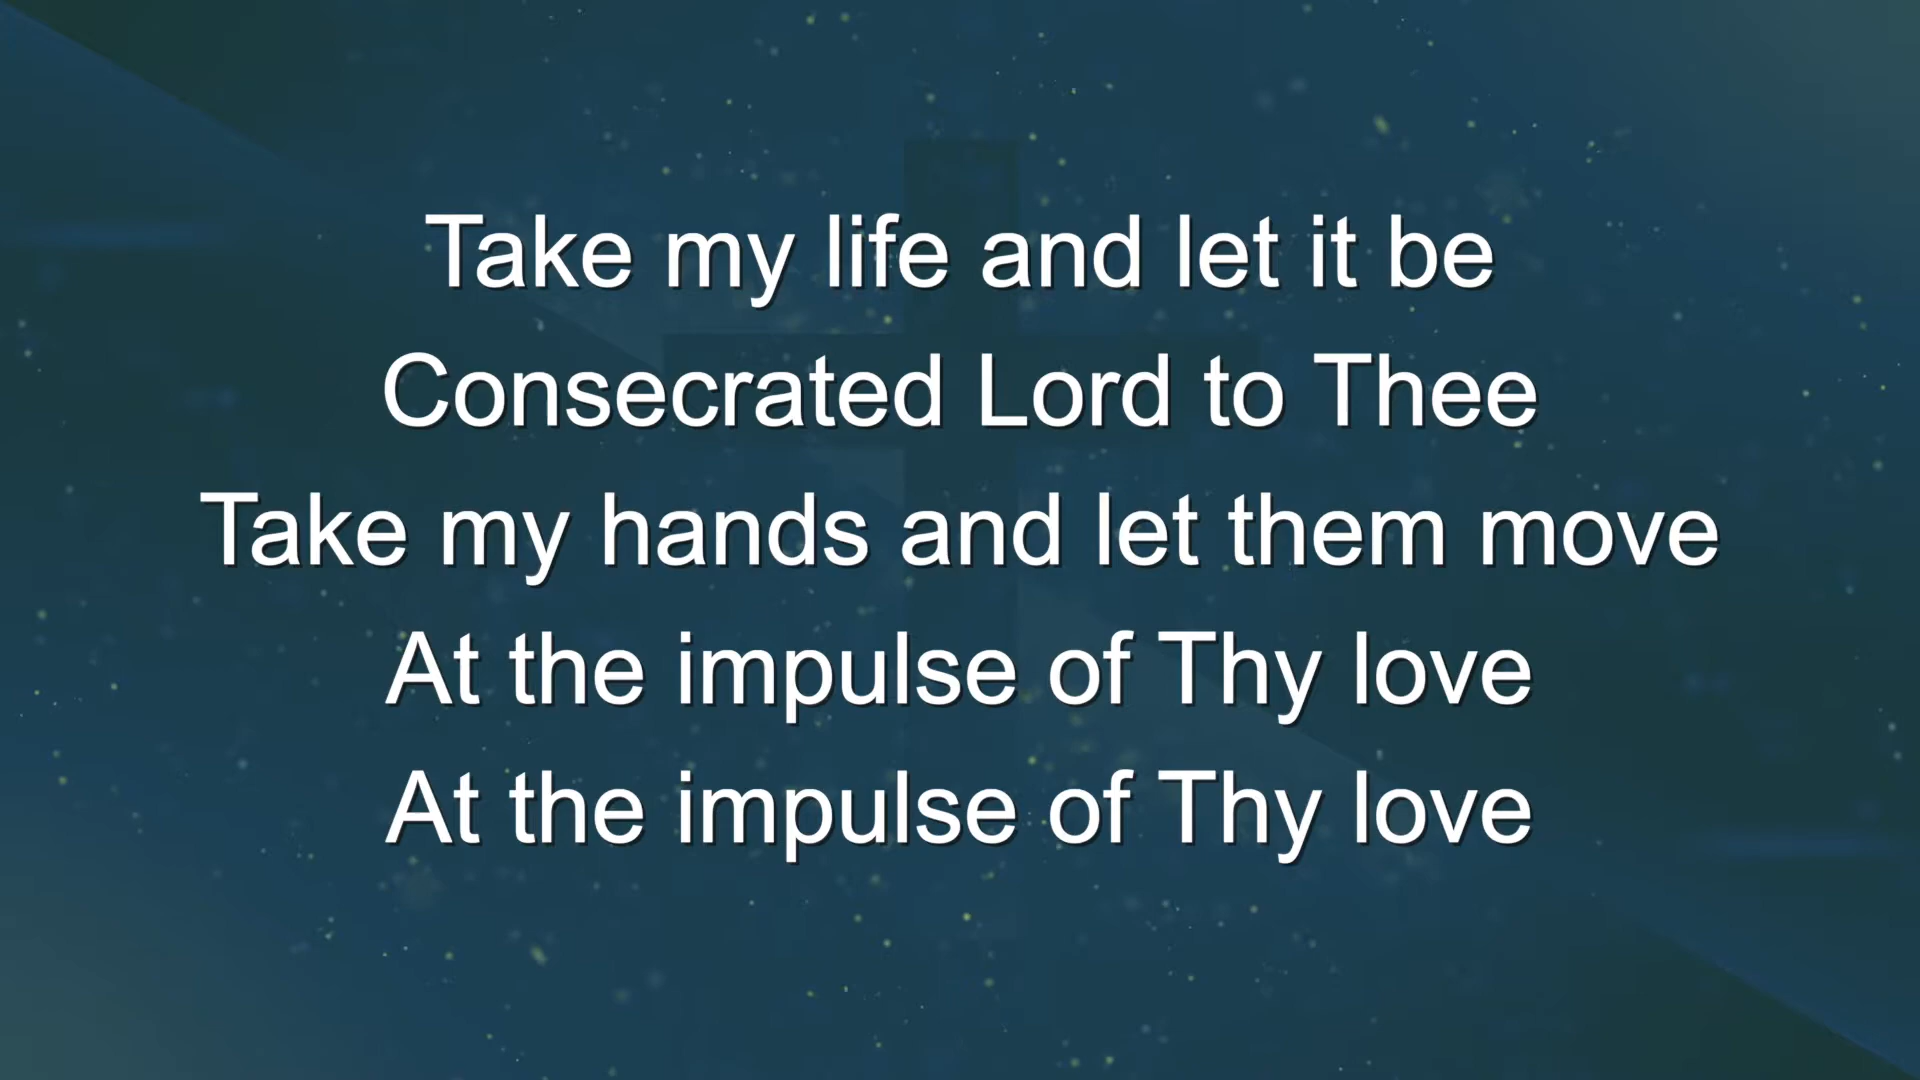 Take my life and let it be
Consecrated Lord to Thee
Take my hands and let them move
At the impulse of Thy love
At the impulse of Thy love